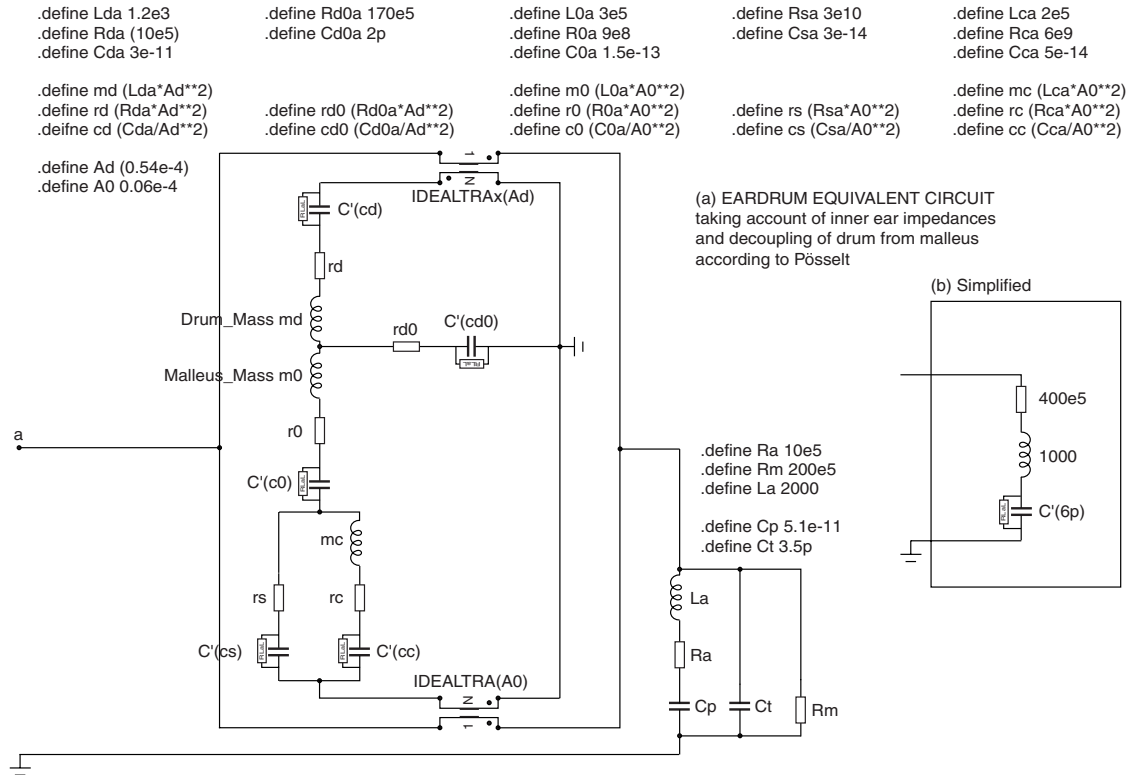 .define Lda 1.2e3
.define Rda (10e5)
.define Cda 3e-11
.define md (Lda*Ad**2)
.define rd (Rda*Ad**2)
.deifne cd (Cda/Ad**2)
.define Ad (0.54e-4)
.define A0 0.06e-4
.define Rd0a 170e5
.define Cd0a 2p
.define rd0 (Rd0a*Ad**2)
.define cd0 (Cd0a/Ad**2)
.define L0a 3e5
.define R0a 9e8
.define C0a 1.5e-13
.define m0 (L0a*A0**2)
.define r0 (R0a*A0**2)
.define c0 (C0a/A0**2)
.define Rsa 3e10
.define Csa 3e-14
.define rs (Rsa*A0**2)
.define cs (Csa/A0**2)
.define Lca 2e5
.define Rca 6e9
.define Cca 5e-14
.define mc (Lca*A0**2)
.define rc (Rca*A0**2)
.define cc (Cca/A0**2)
1
N
IDEALTRAx(Ad)
C'(cd)
rd
Drum_Mass md
rd0
C'(cd0)
Malleus_Mass m0
r0
a
C'(c0)
mc
rs
rc
C'(cs)
C'(cc)
IDEALTRA(A0)
N
1
(a) EARDRUM EQUIVALENT CIRCUIT
taking account of inner ear impedances
and decoupling of drum from malleus
according to Pösselt
(b) Simplified
400e5
1000
C'(6p)
.define Ra 10e5
.define Rm 200e5
.define La 2000
.define Cp 5.1e-11
.define Ct 3.5p
La
Ra
Cp
Ct
Rm